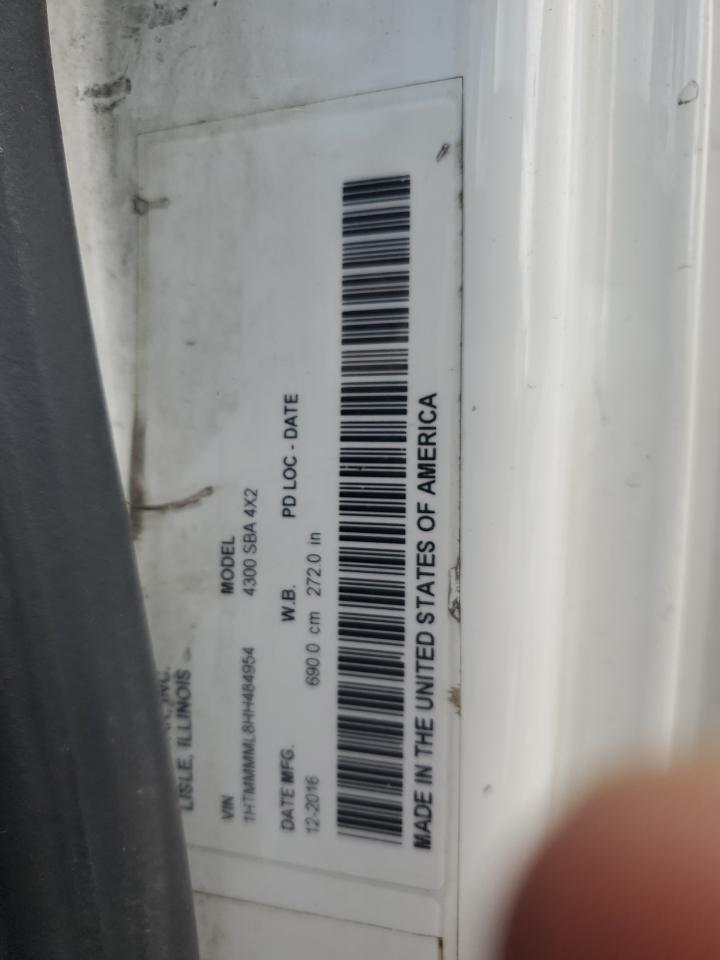 LISLE, ILLINOIS
VIN MODEL
1HTMMMML8HH484954 4300 SBA 4X2
DATE MFG. W.B. PD LOC - DATE
12-2016 690.0 cm 272.0 in
MADE IN THE UNITED STATES OF AMERICA